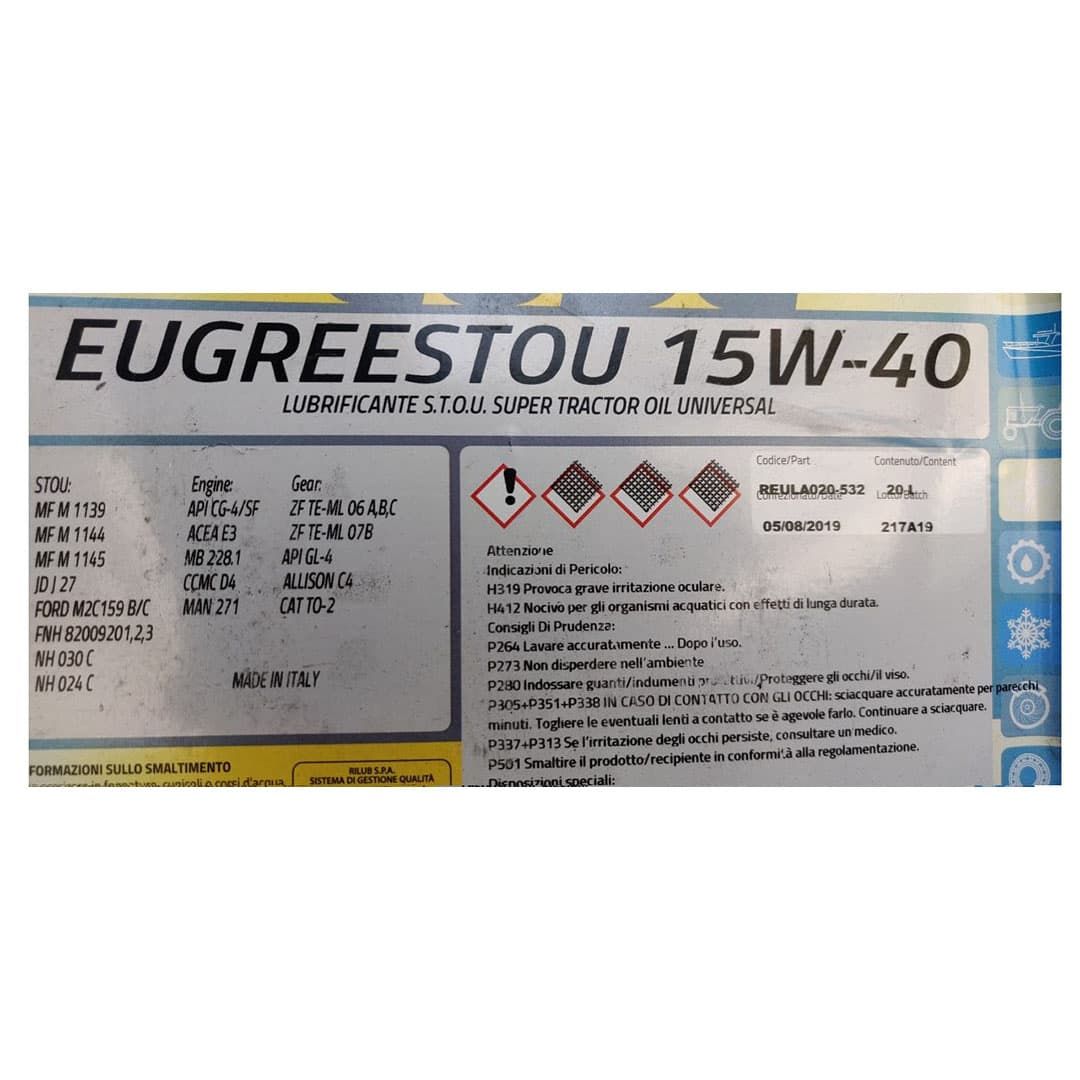 EUGREESTOU 15W-40
LUBRIFICANTE S.T.O.U. SUPER TRACTOR OIL UNIVERSAL
STOU:
MF M 1139
MF M 1144
MF M 1145
JD J 27
FORD M2C159 B/C
FNH 82009201,2,3
NH 030 C
NH 024 C
Engine:
API CG-4/SF
ACEA E3
MB 228.1
CCMC D4
MAN 271
Gear:
ZF TE-ML 06 A,B,C
ZF TE-ML 07B
API GL-4
ALLISON C4
CAT TO-2
MADE IN ITALY
Codice/Part Contenuto/Content
REULA020-532 20 L
Confezionato/Date Lotto/Batch
05/08/2019 217A19
Attenzione
Indicazioni di Pericolo:
H319 Provoca grave irritazione oculare.
H412 Nocivo per gli organismi acquatici con effetti di lunga durata.
Consigli Di Prudenza:
P264 Lavare accuratamente ... Dopo l'uso.
P273 Non disperdere nell'ambiente
P280 Indossare guanti/indumenti protettivi/Proteggere gli occhi/il viso.
P305+P351+P338 IN CASO DI CONTATTO CON GLI OCCHI: sciacquare accuratamente per parecchi
minuti. Togliere le eventuali lenti a contatto se è agevole farlo. Continuare a sciacquare.
P337+P313 Se l'irritazione degli occhi persiste, consultare un medico.
P501 Smaltire il prodotto/recipiente in conformità alla regolamentazione.
Disposizioni speciali:
FORMAZIONI SULLO SMALTIMENTO
RILUB S.P.A.
SISTEMA DI GESTIONE QUALITÀ